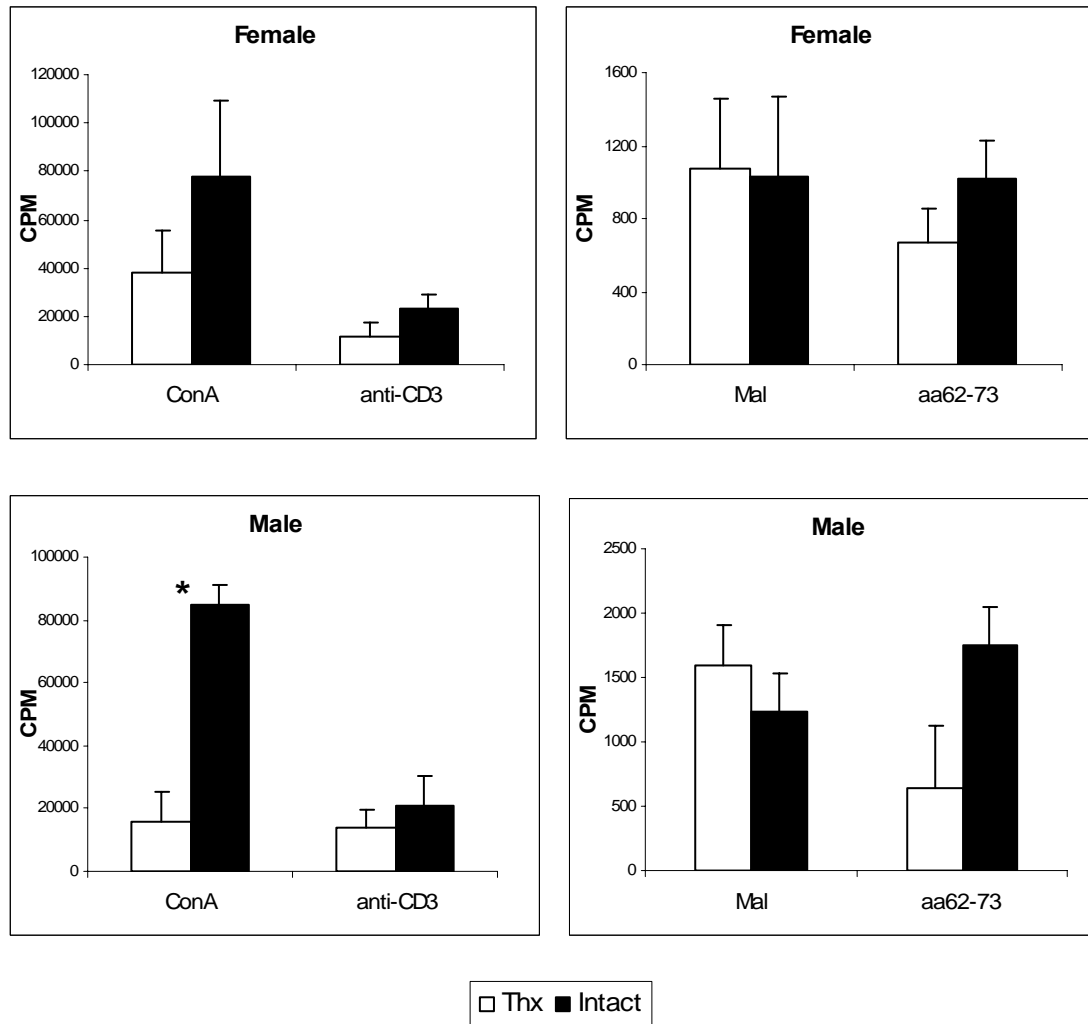 Female
CPM
120000
100000
80000
60000
40000
20000
0
ConA anti-CD3
Female
CPM
1600
1200
800
400
0
Mal aa62-73
Male
CPM
100000
80000
60000
40000
20000
0
*
ConA anti-CD3
Male
CPM
2500
2000
1500
1000
500
0
Mal aa62-73
Thx Intact